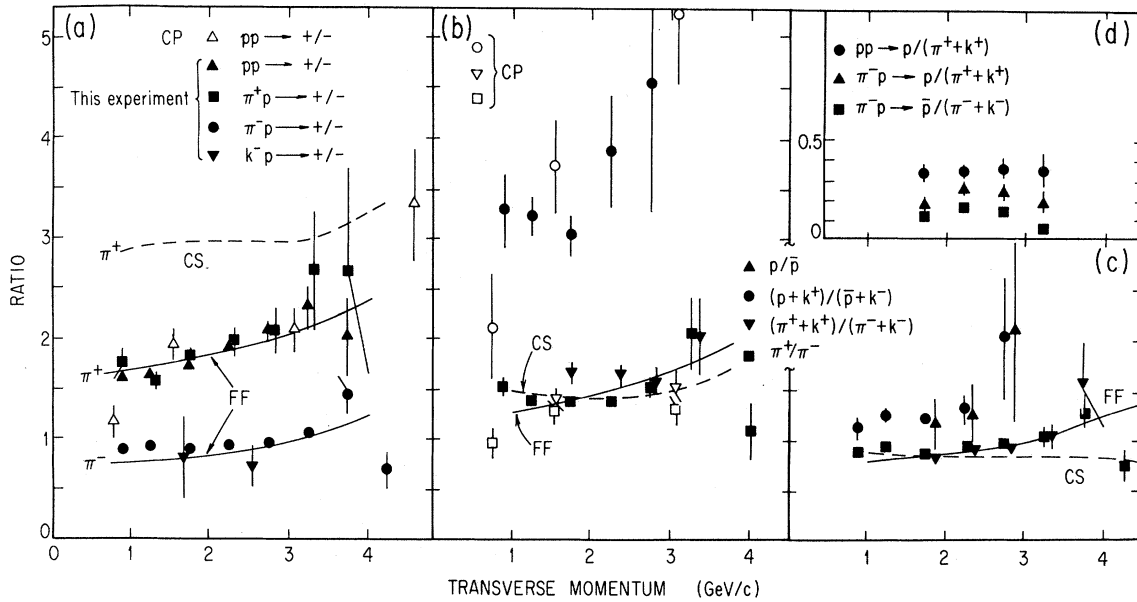 (a)
CP △ pp → +/−
▲ pp → +/−
This experiment
■ π⁺p → +/−
● π⁻p → +/−
▼ k⁻p → +/−
5
4
3
2
1
0
RATIO
π⁺
CS
π⁺
FF
π⁻
0 1 2 3 4
(b)
CP
CS
FF
1 2 3 4
(d)
● pp → p/(π⁺+k⁺)
▲ π⁻p → p/(π⁺+k⁺)
■ π⁻p → p̄/(π⁻+k⁻)
0.5
0
(c)
▲ p/p̄
● (p+k⁺)/(p̄+k⁻)
▼ (π⁺+k⁺)/(π⁻+k⁻)
■ π⁺/π⁻
FF
CS
1 2 3 4
TRANSVERSE MOMENTUM (GeV/c)